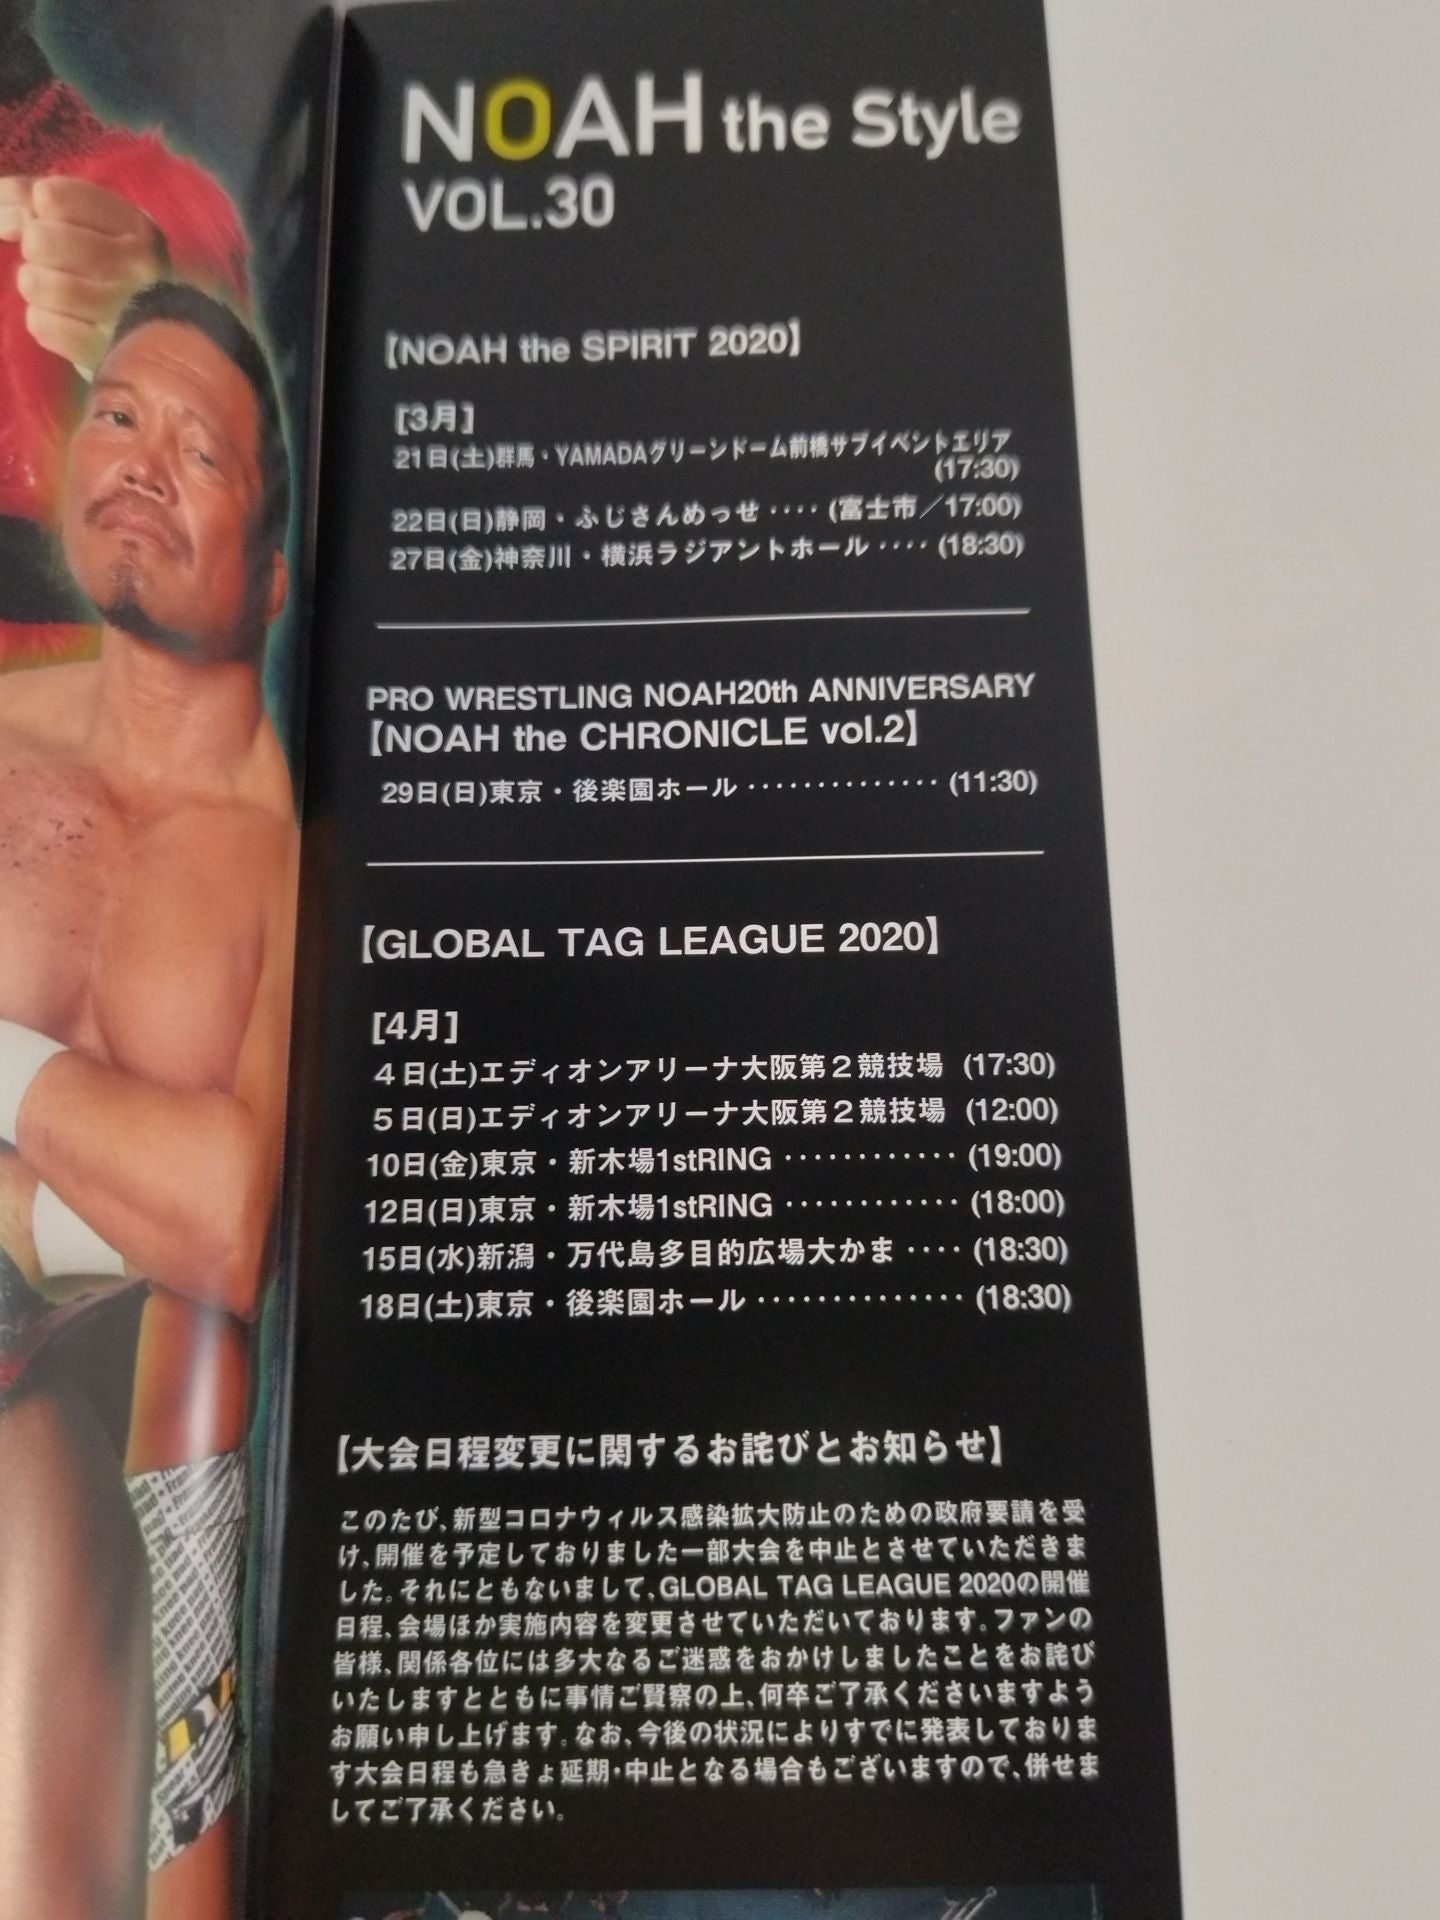 NOAH the Style
VOL.30
【NOAH the SPIRIT 2020】
[3月]
21日(土)群馬・YAMADAグリーンドーム前橋サブイベントエリア
(17:30)
22日(日)静岡・ふじさんめっせ ‥‥ (富士市／17:00)
27日(金)神奈川・横浜ラジアントホール ‥‥ (18:30)
PRO WRESTLING NOAH20th ANNIVERSARY
【NOAH the CHRONICLE vol.2】
29日(日)東京・後楽園ホール ‥‥‥‥‥‥‥ (11:30)
【GLOBAL TAG LEAGUE 2020】
[4月]
4日(土)エディオンアリーナ大阪第2競技場 (17:30)
5日(日)エディオンアリーナ大阪第2競技場 (12:00)
10日(金)東京・新木場1stRING ‥‥‥‥‥‥ (19:00)
12日(日)東京・新木場1stRING ‥‥‥‥‥‥ (18:00)
15日(水)新潟・万代島多目的広場大かま ‥‥ (18:30)
18日(土)東京・後楽園ホール ‥‥‥‥‥‥‥ (18:30)
【大会日程変更に関するお詫びとお知らせ】
このたび、新型コロナウィルス感染拡大防止のための政府要請を受
け、開催を予定しておりました一部大会を中止とさせていただきま
した。それにともないまして、GLOBAL TAG LEAGUE 2020の開催
日程、会場ほか実施内容を変更させていただいております。ファンの
皆様、関係各位には多大なるご迷惑をおかけしましたことをお詫び
いたしますとともに事情ご賢察の上、何卒ご了承くださいますよう
お願い申し上げます。なお、今後の状況によりすでに発表しておりま
す大会日程も急きょ延期・中止となる場合もございますので、併せま
してご了承ください。